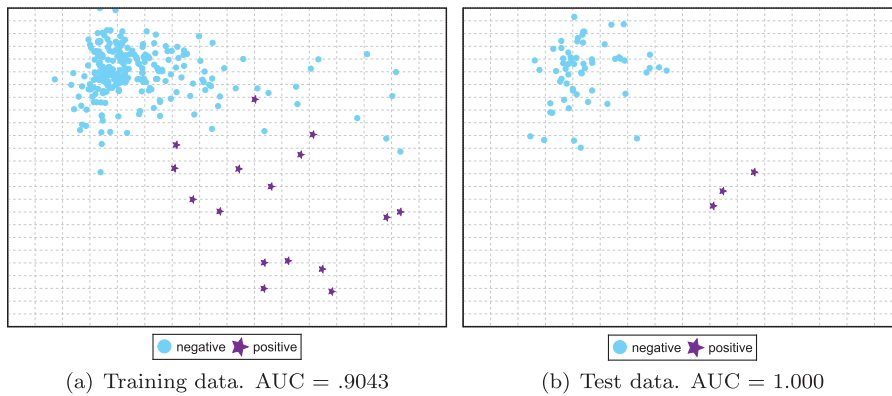 negative positive
negative positive
(a) Training data. AUC = .9043
(b) Test data. AUC = 1.000